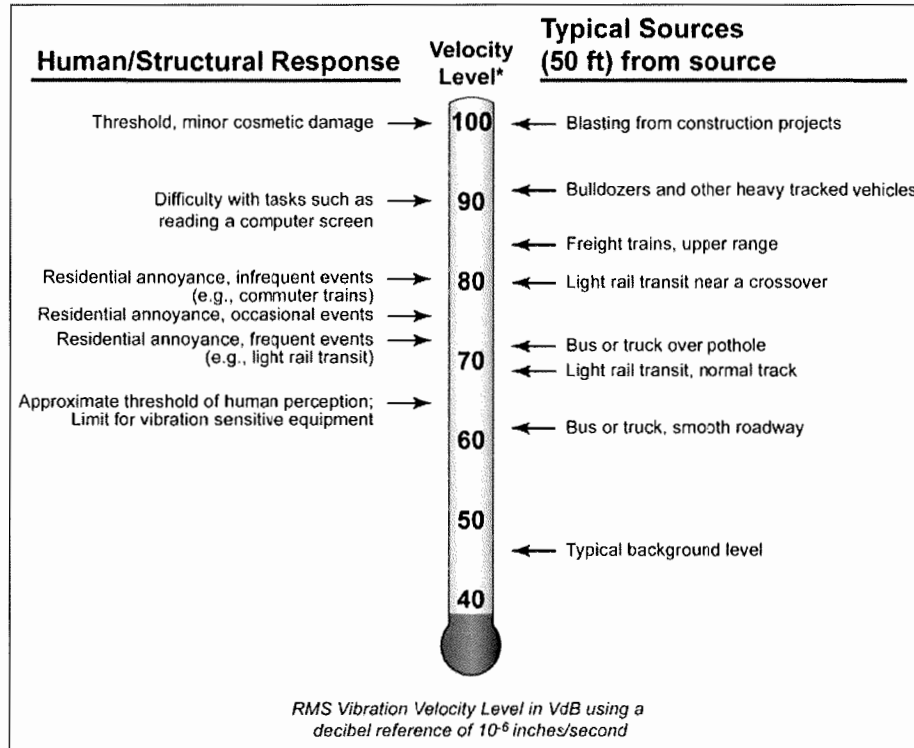 Human/Structural Response
Velocity
Level*
Typical Sources
(50 ft) from source
Threshold, minor cosmetic damage
100
Blasting from construction projects
Difficulty with tasks such as
reading a computer screen
90
Bulldozers and other heavy tracked vehicles
Freight trains, upper range
Residential annoyance, infrequent events
(e.g., commuter trains)
80
Light rail transit near a crossover
Residential annoyance, occasional events
Residential annoyance, frequent events
(e.g., light rail transit)
70
Bus or truck over pothole
Light rail transit, normal track
Approximate threshold of human perception;
Limit for vibration sensitive equipment
60
Bus or truck, smooth roadway
50
Typical background level
40
RMS Vibration Velocity Level in VdB using a
decibel reference of 10⁻⁶ inches/second